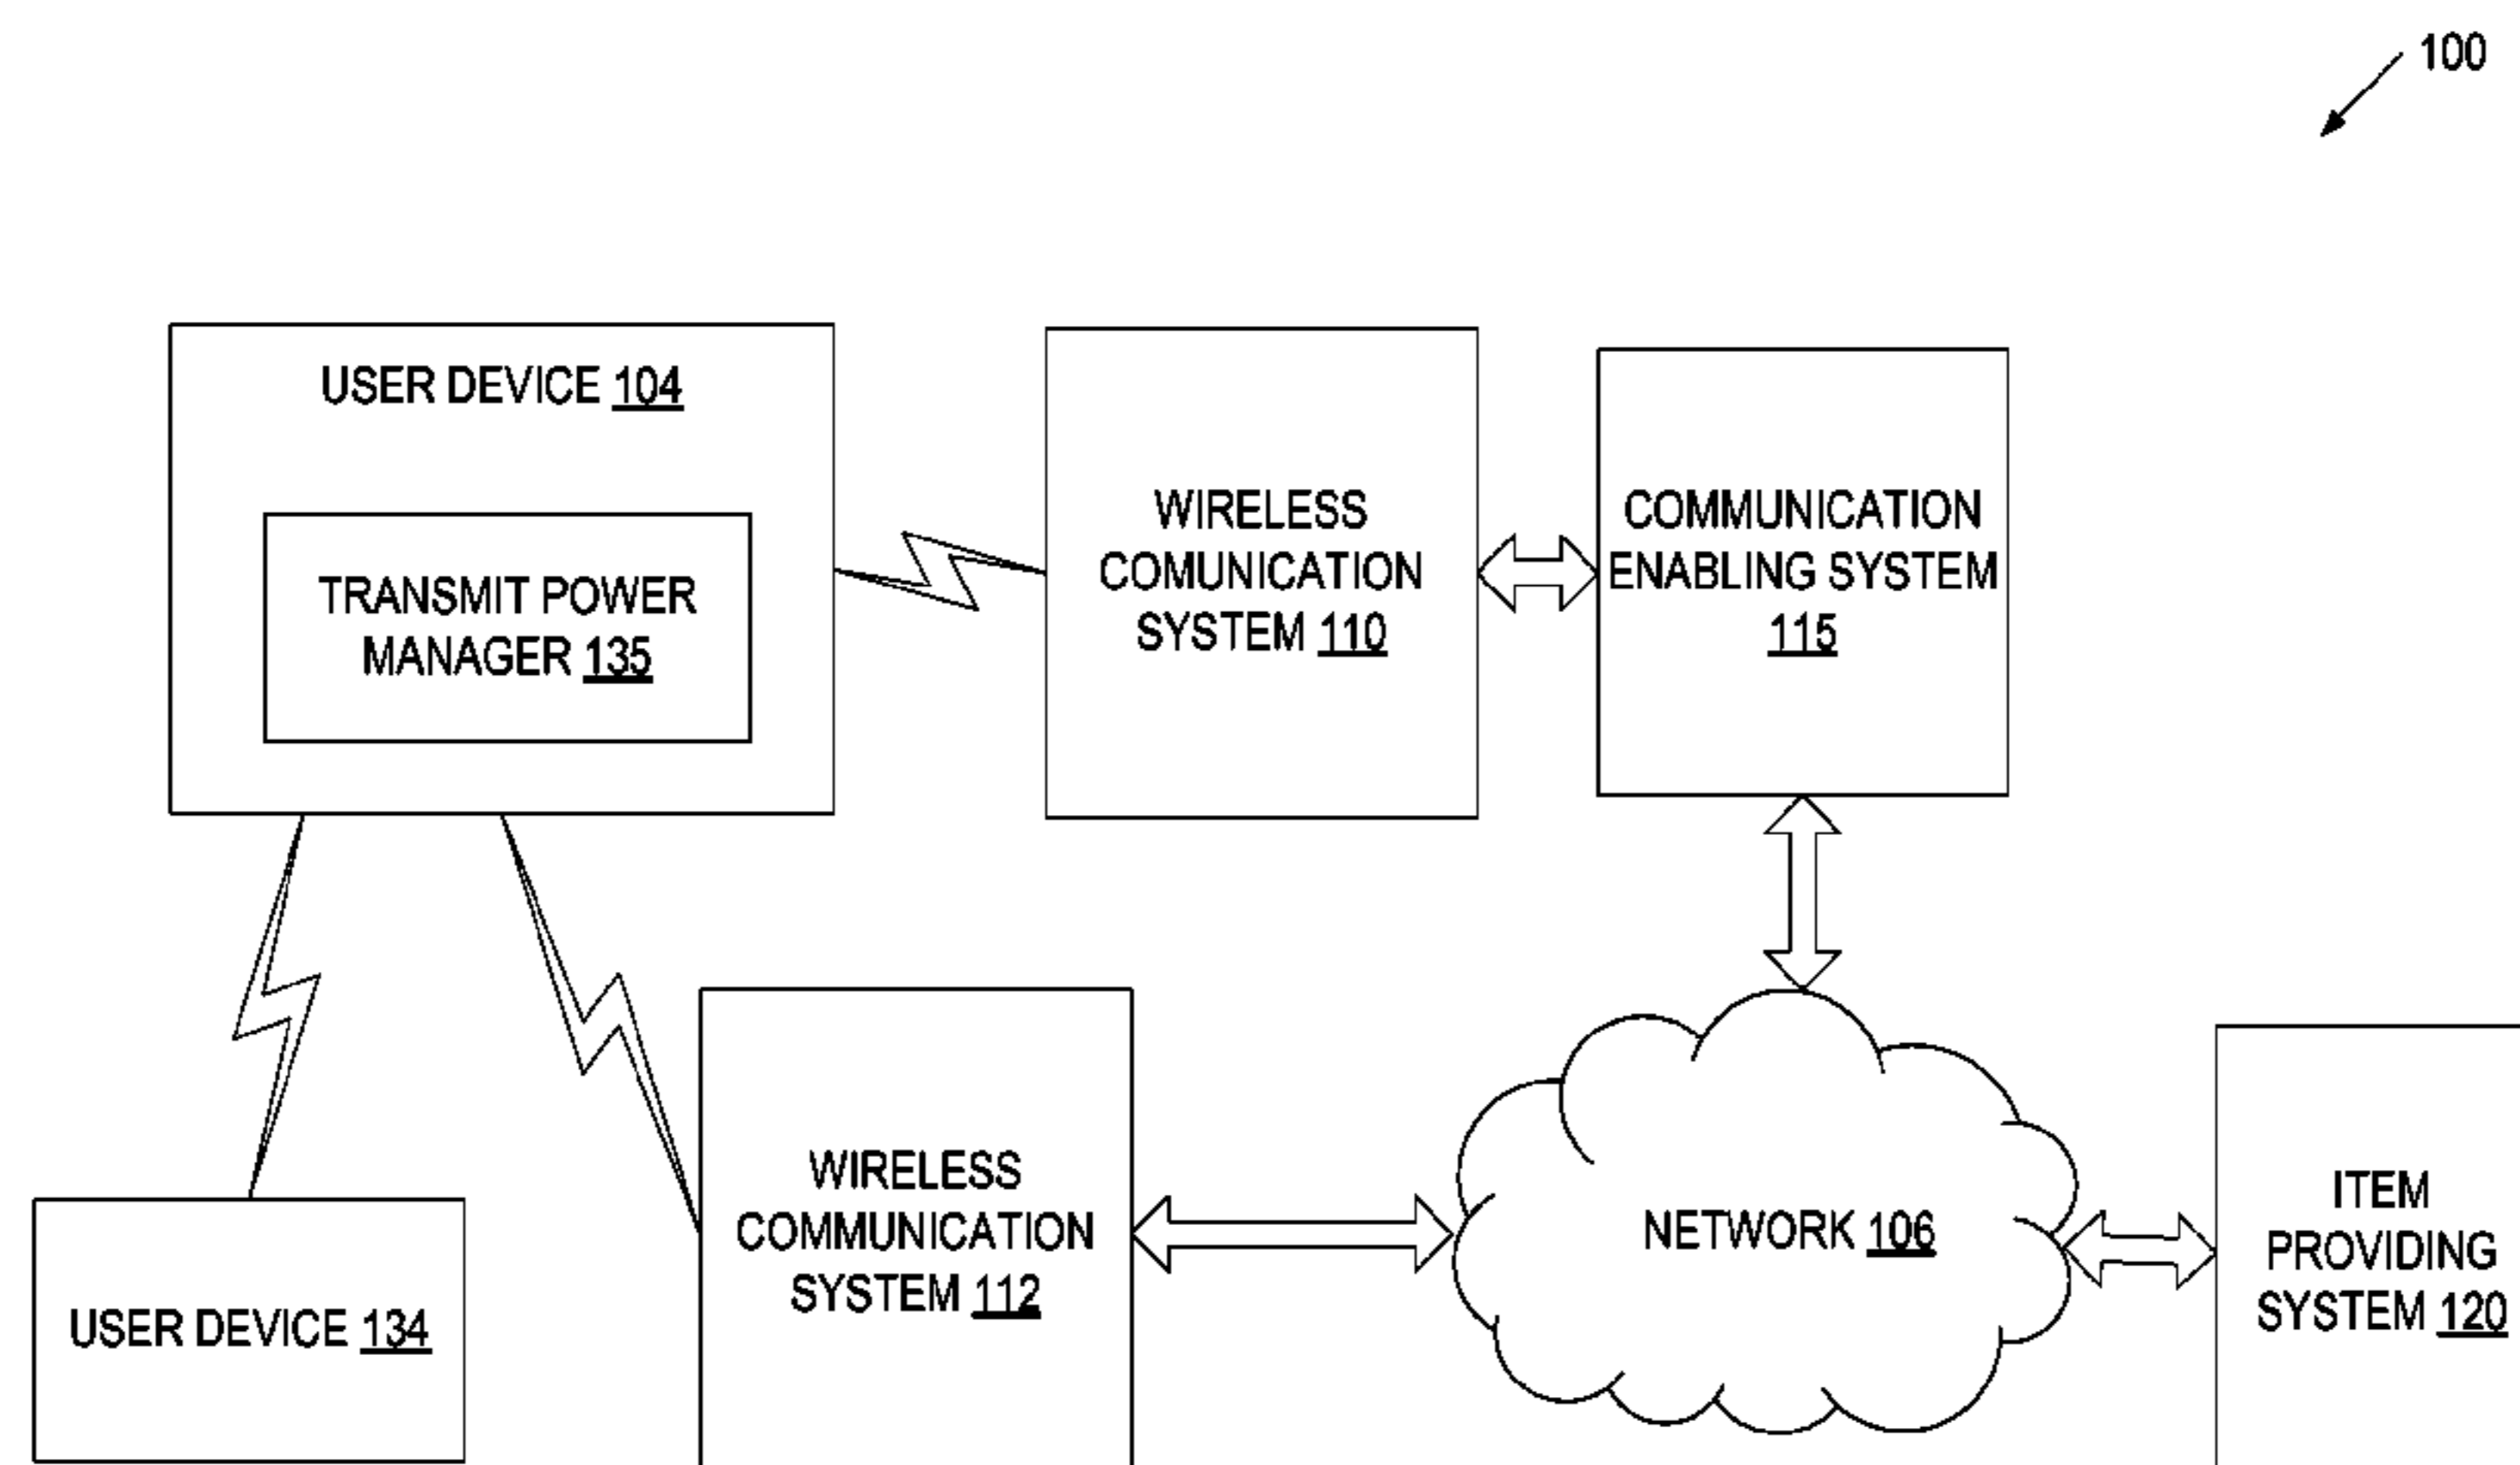 100
USER DEVICE 104
TRANSMIT POWER
MANAGER 135
WIRELESS
COMUNICATION
SYSTEM 110
COMMUNICATION
ENABLING SYSTEM
115
USER DEVICE 134
WIRELESS
COMMUNICATION
SYSTEM 112
NETWORK 106
ITEM
PROVIDING
SYSTEM 120